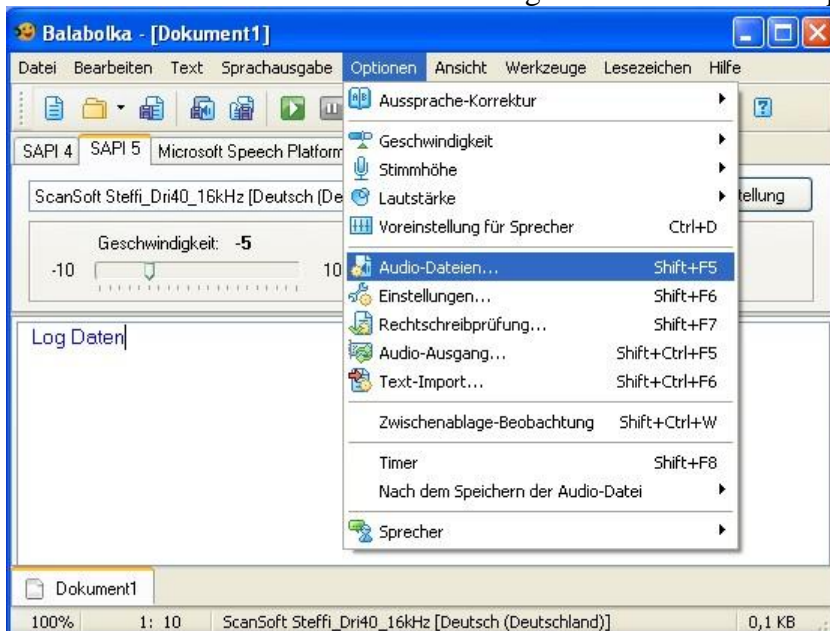 Balabolka - [Dokument1]
Datei Bearbeiten Text Sprachausgabe Optionen Ansicht Werkzeuge Lesezeichen Hilfe
SAPI 4 SAPI 5 Microsoft Speech Platform
ScanSoft Steffi_Dri40_16kHz [Deutsch (De
tellung
Geschwindigkeit: -5
-10 10
Log Daten
Aussprache-Korrektur
Geschwindigkeit
Stimmhöhe
Lautstärke
Voreinstellung für Sprecher Ctrl+D
Audio-Dateien... Shift+F5
Einstellungen... Shift+F6
Rechtschreibprüfung... Shift+F7
Audio-Ausgang... Shift+Ctrl+F5
Text-Import... Shift+Ctrl+F6
Zwischenablage-Beobachtung Shift+Ctrl+W
Timer Shift+F8
Nach dem Speichern der Audio-Datei
Sprecher
Dokument1
100% 1: 10 ScanSoft Steffi_Dri40_16kHz [Deutsch (Deutschland)] 0,1 KB